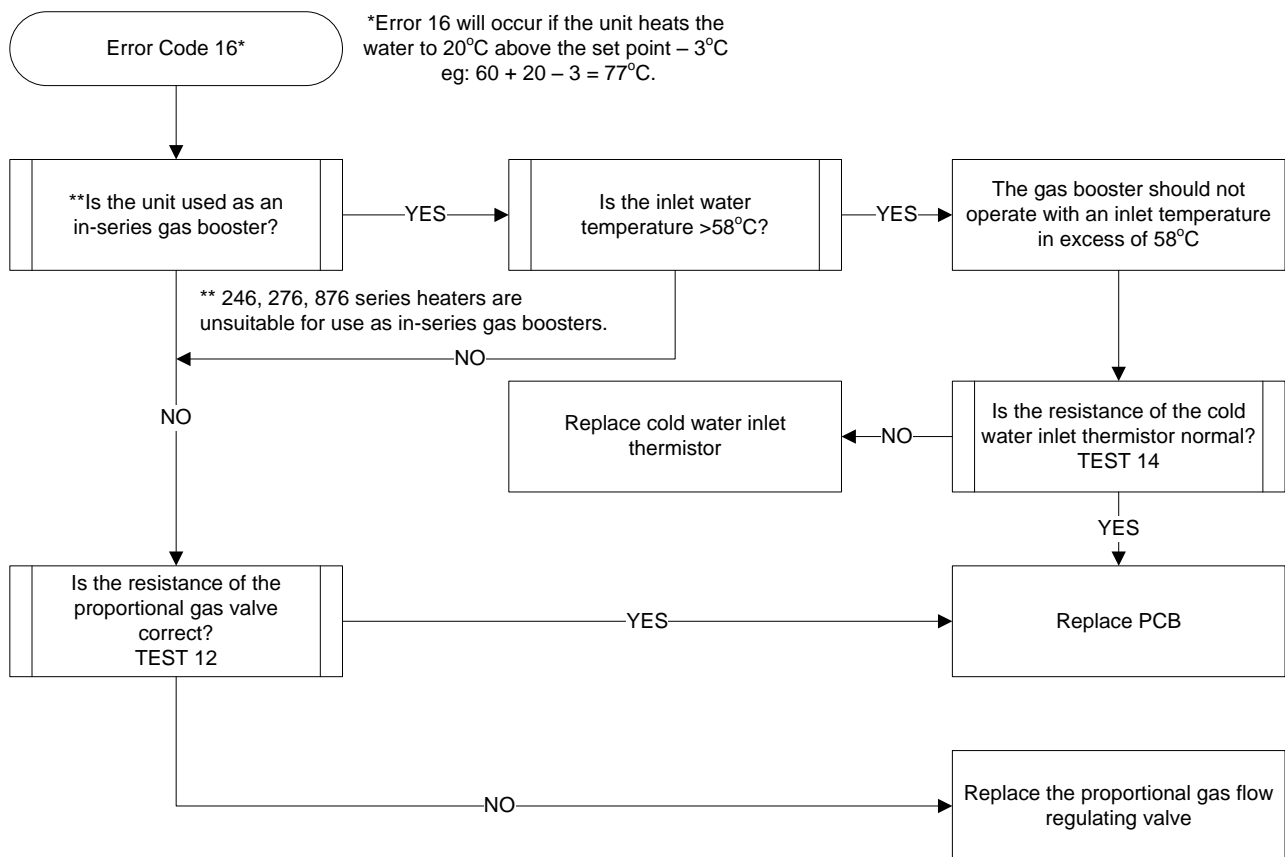 Error Code 16*
*Error 16 will occur if the unit heats the
water to 20°C above the set point – 3°C
eg: 60 + 20 – 3 = 77°C.
**Is the unit used as an
in-series gas booster?
YES
Is the inlet water
temperature >58°C?
YES
The gas booster should not
operate with an inlet temperature
in excess of 58°C
** 246, 276, 876 series heaters are
unsuitable for use as in-series gas boosters.
NO
NO
Replace cold water inlet
thermistor
NO
Is the resistance of the cold
water inlet thermistor normal?
TEST 14
YES
Is the resistance of the
proportional gas valve
correct?
TEST 12
YES
Replace PCB
NO
Replace the proportional gas flow
regulating valve